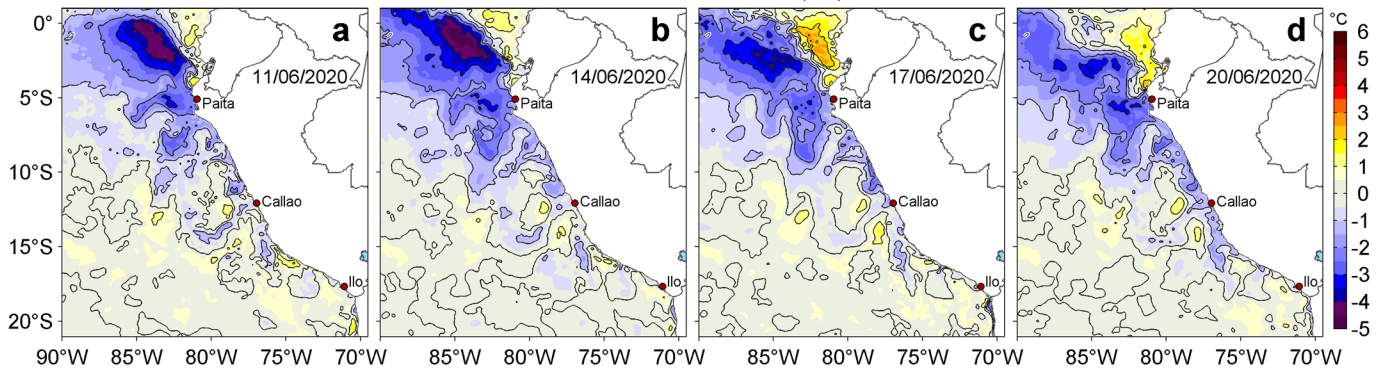 a
b
c
d
°C
11/06/2020
14/06/2020
17/06/2020
20/06/2020
0°
5°S
10°S
15°S
20°S
Paita
Paita
Paita
Paita
Callao
Callao
Callao
Callao
Ilo
Ilo
Ilo
Ilo
90°W
85°W
80°W
75°W
70°W
85°W
80°W
75°W
70°W
85°W
80°W
75°W
70°W
85°W
80°W
75°W
70°W
6
5
4
3
2
1
0
-1
-2
-3
-4
-5